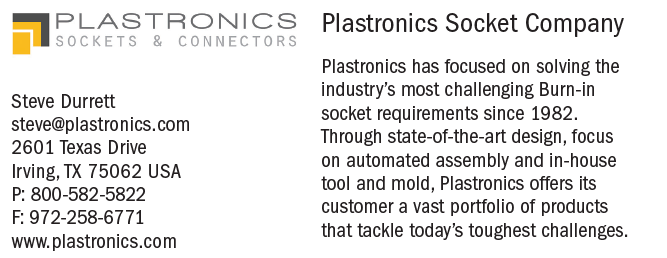 PLASTRONICS
SOCKETS & CONNECTORS
Steve Durrett
steve@plastronics.com
2601 Texas Drive
Irving, TX 75062 USA
P: 800-582-5822
F: 972-258-6771
www.plastronics.com
Plastronics Socket Company
Plastronics has focused on solving the
industry's most challenging Burn-in
socket requirements since 1982.
Through state-of-the-art design, focus
on automated assembly and in-house
tool and mold, Plastronics offers its
customer a vast portfolio of products
that tackle today's toughest challenges.